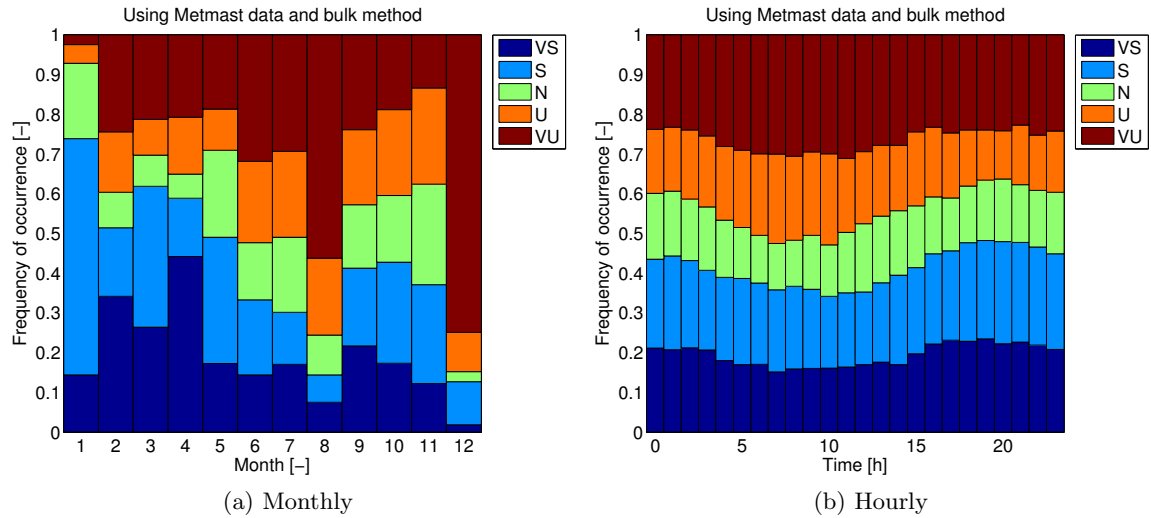 Using Metmast data and bulk method
Frequency of occurrence [−]
1
0.9
0.8
0.7
0.6
0.5
0.4
0.3
0.2
0.1
0
1 2 3 4 5 6 7 8 9 10 11 12
Month [−]
VS
S
N
U
VU
(a) Monthly
Using Metmast data and bulk method
Frequency of occurrence [−]
1
0.9
0.8
0.7
0.6
0.5
0.4
0.3
0.2
0.1
0
0 5 10 15 20
Time [h]
VS
S
N
U
VU
(b) Hourly